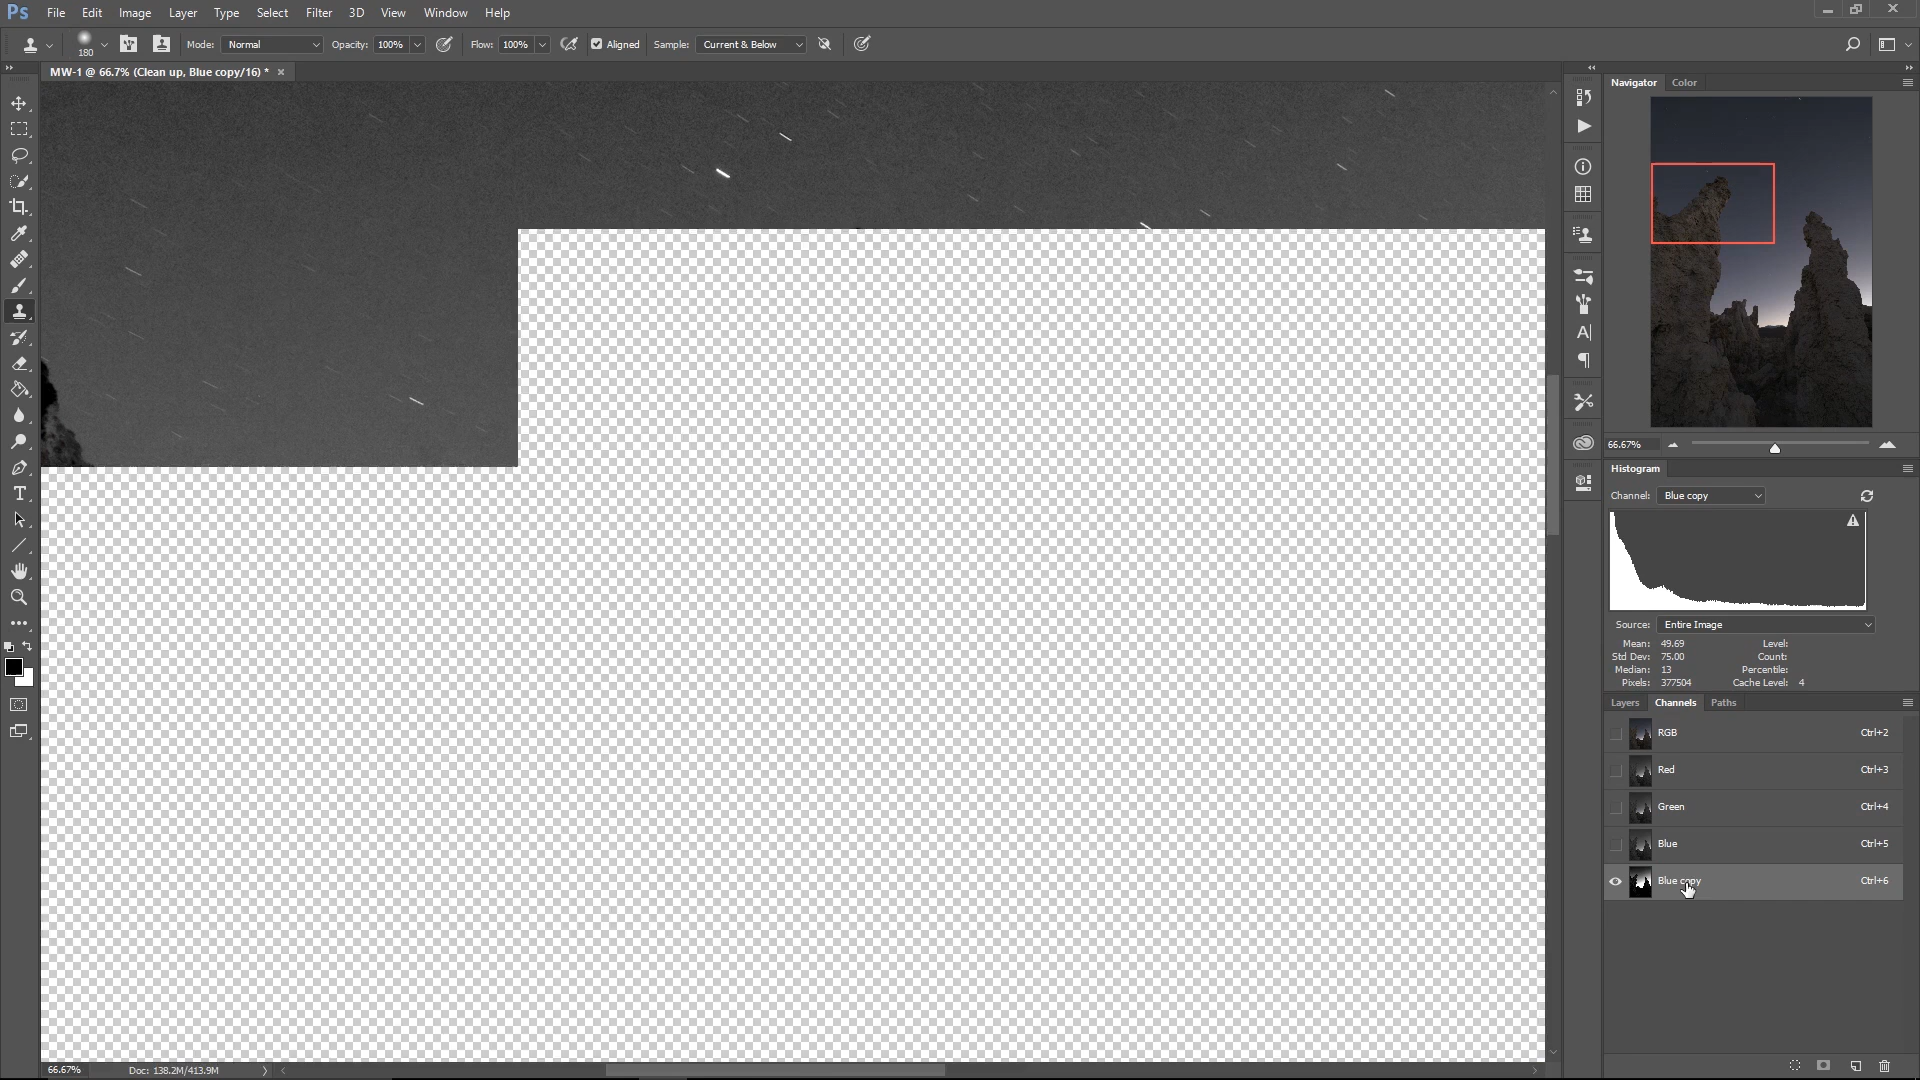 Ps File Edit Image Layer Type Select Filter 3D View Window Help
180 Mode: Normal Opacity: 100% Flow: 100% Aligned Sample: Current & Below
MW-1 @ 66.7% (Clean up, Blue copy/16) *
Navigator Color
66.67%
Histogram
Channel: Blue copy
Source: Entire Image
Mean: 49.69 Level:
Std Dev: 75.00 Count:
Median: 13 Percentile:
Pixels: 377504 Cache Level: 4
Layers Channels Paths
RGB Ctrl+2
Red Ctrl+3
Green Ctrl+4
Blue Ctrl+5
Blue copy Ctrl+6
66.67% Doc: 138.2M/413.9M